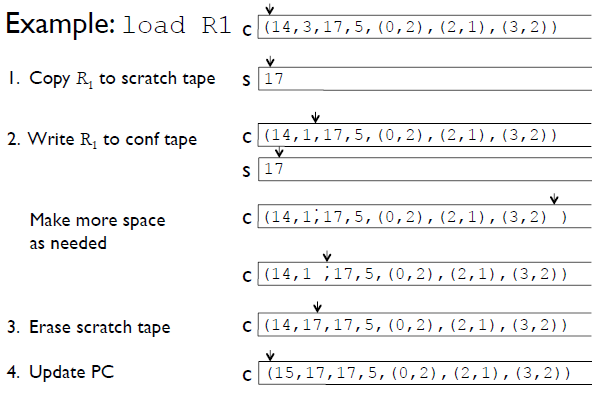 Example: load R1 c (14,3,17,5,(0,2),(2,1),(3,2))
1. Copy R₁ to scratch tape s 17
2. Write R₁ to conf tape c (14,1,17,5,(0,2),(2,1),(3,2))
s 17
Make more space as needed c (14,1;17,5,(0,2),(2,1),(3,2) )
c (14,1 ;17,5,(0,2),(2,1),(3,2))
3. Erase scratch tape c (14,17,17,5,(0,2),(2,1),(3,2))
4. Update PC c (15,17,17,5,(0,2),(2,1),(3,2))